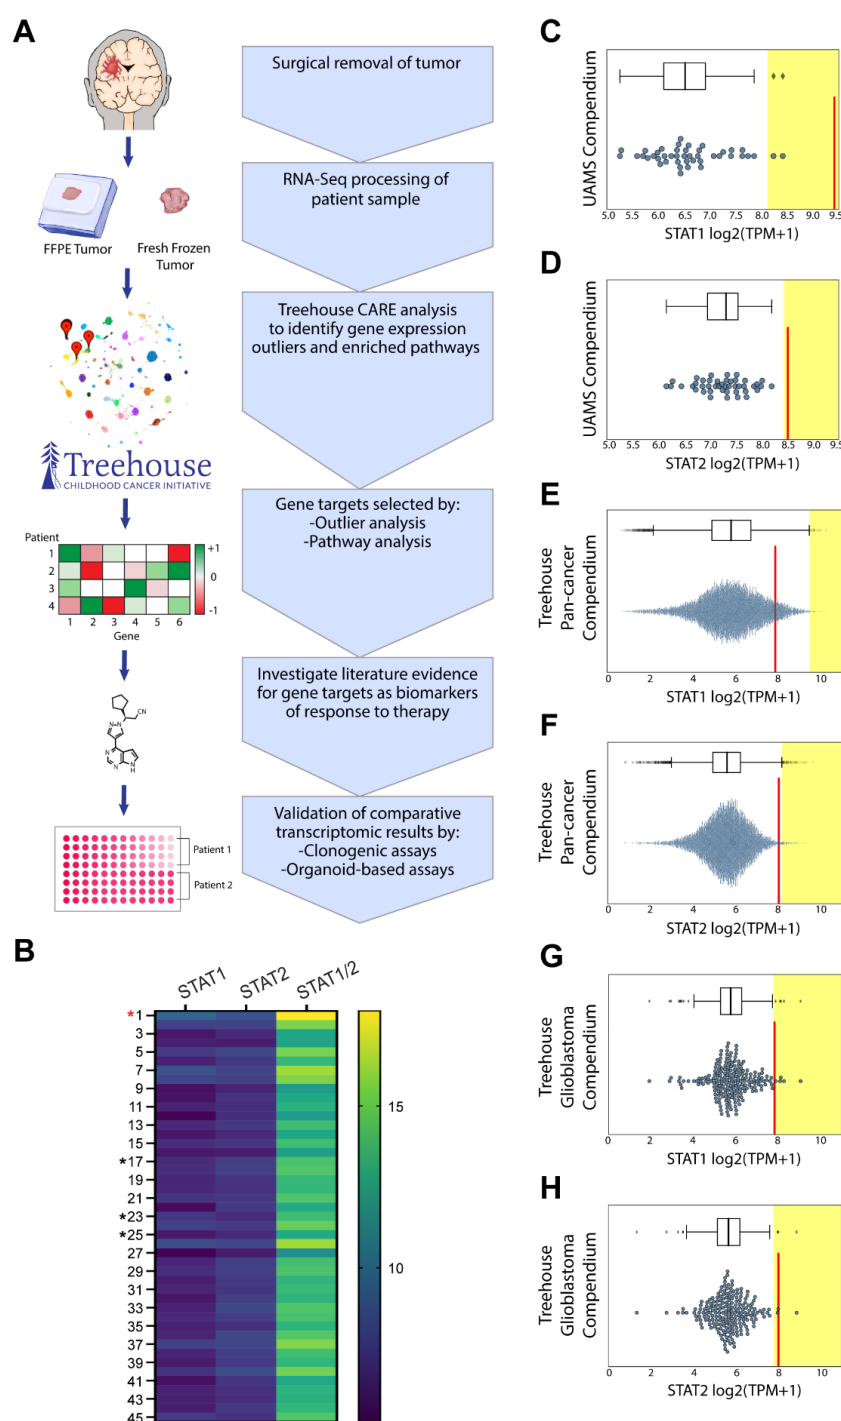 A
Surgical removal of tumor
RNA-Seq processing of
patient sample
FFPE Tumor
Fresh Frozen
Tumor
Treehouse CARE analysis
to identify gene expression
outliers and enriched pathways
Treehouse
CHILDHOOD CANCER INITIATIVE
Gene targets selected by:
-Outlier analysis
-Pathway analysis
Patient
1
2
3
4
1 2 3 4 5 6
Gene
+1
0
-1
Investigate literature evidence
for gene targets as biomarkers
of response to therapy
CN
N
N
N
N
N
H
Validation of comparative
transcriptomic results by:
-Clonogenic assays
-Organoid-based assays
Patient 1
Patient 2
B
STAT1 STAT2 STAT1/2
*1
3
5
7
9
11
13
15
*17
19
21
*23
*25
27
29
31
33
35
37
39
41
43
45
15
10
C
UAMS Compendium
5.0 5.5 6.0 6.5 7.0 7.5 8.0 8.5 9.0 9.5
STAT1 log2(TPM+1)
D
UAMS Compendium
5.0 5.5 6.0 6.5 7.0 7.5 8.0 8.5 9.0 9.5
STAT2 log2(TPM+1)
E
Treehouse
Pan-cancer
Compendium
0 2 4 6 8 10
STAT1 log2(TPM+1)
F
Treehouse
Pan-cancer
Compendium
0 2 4 6 8 10
STAT2 log2(TPM+1)
G
Treehouse
Glioblastoma
Compendium
0 2 4 6 8 10
STAT1 log2(TPM+1)
H
Treehouse
Glioblastoma
Compendium
0 2 4 6 8 10
STAT2 log2(TPM+1)